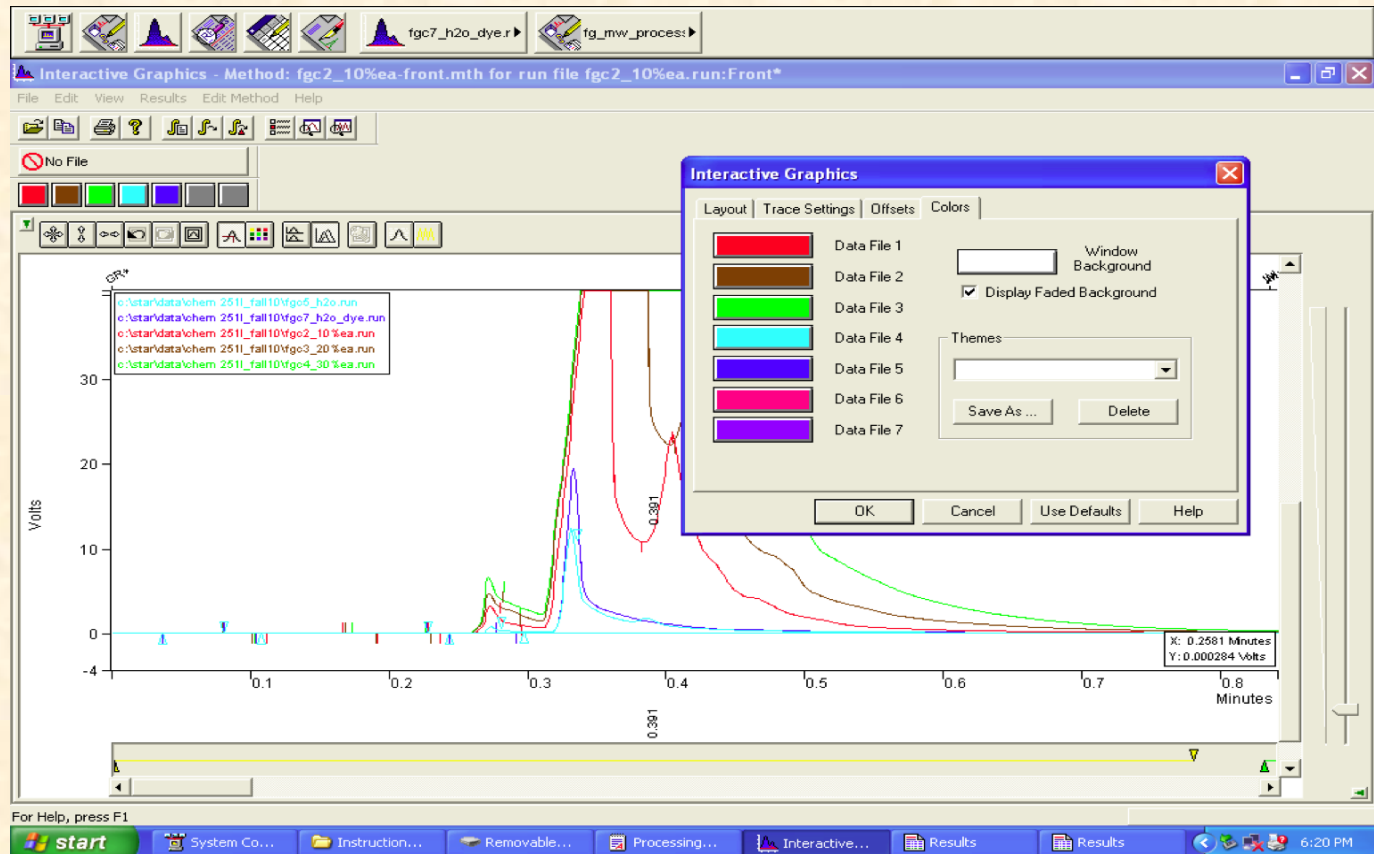 fgc7_h2o_dye.r
fg_mw_process
Interactive Graphics - Method: fgc2_10%ea-front.mth for run file fgc2_10%ea.run:Front*
File Edit View Results Edit Method Help
No File
Interactive Graphics
Layout Trace Settings Offsets Colors
Data File 1
Data File 2
Data File 3
Data File 4
Data File 5
Data File 6
Data File 7
Window
Background
Display Faded Background
Themes
Save As ... Delete
OK Cancel Use Defaults Help
GR*
c:\star\data\chem 251l_fall10\fgc5_h2o.run
c:\star\data\chem 251l_fall10\fgc7_h2o_dye.run
c:\star\data\chem 251l_fall10\fgc2_10%ea.run
c:\star\data\chem 251l_fall10\fgc3_20%ea.run
c:\star\data\chem 251l_fall10\fgc4_30%ea.run
30
20
10
0
-4
Volts
0.391
X: 0.2581 Minutes
Y: 0.000284 Volts
0.1 0.2 0.3 0.4 0.5 0.6 0.7 0.8
Minutes
0.391
For Help, press F1
start System Co... Instruction... Removable... Processing... Interactive... Results Results 6:20 PM